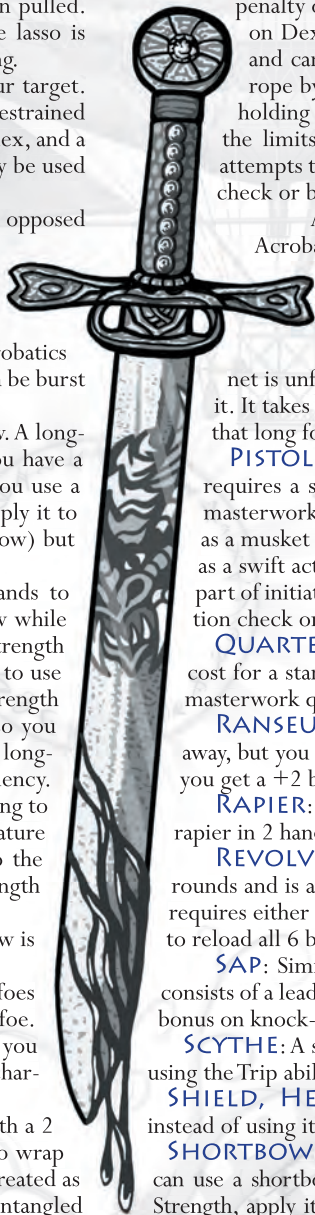 n pulled.
e lasso is
g.
ur target.
estrained
ex, and a
y be used
opposed
robatics
n be burst
w. A long-
ou have a
ou use a
ply it to
ow) but
ands to
w while
trength
to use
rength
so you
long-
iency.
ng to
ature
o the
ngth
w is
foes
foe.
you
har-
th a 2
o wrap
reated as
ntangled
penalty o
on Dex
and can
rope by
holding
the limits
attempts t
check or b
A
Acroba
net is unf
it. It takes
that long fo
PISTOL
requires a s
masterwork
as a musket
as a swift act
part of initiat
tion check or
QUARTE
cost for a star
masterwork q
RANSEU
away, but you
you get a +2 b
RAPIER:
rapier in 2 hand
REVOLV
rounds and is a
requires either
to reload all 6 b
SAP: Sim
consists of a lead
bonus on knock-
SCYTHE: A s
using the Trip abil
SHIELD, HE
instead of using it
SHORTBOW
can use a shortbo
Strength, apply it